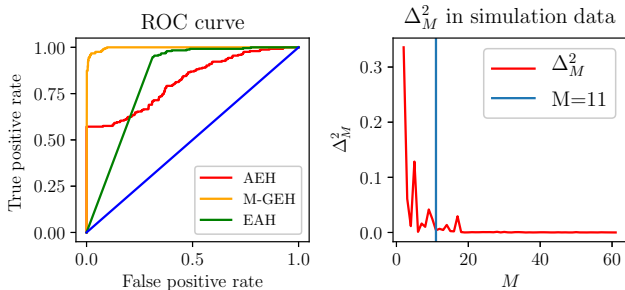 ROC curve
True positive rate
1.00
0.75
0.50
0.25
0.00
AEH
M-GEH
EAH
0.0
0.5
1.0
False positive rate
Δ²_M in simulation data
Δ²_M
0.3
0.2
0.1
0.0
Δ²_M
M=11
0
20
40
60
M